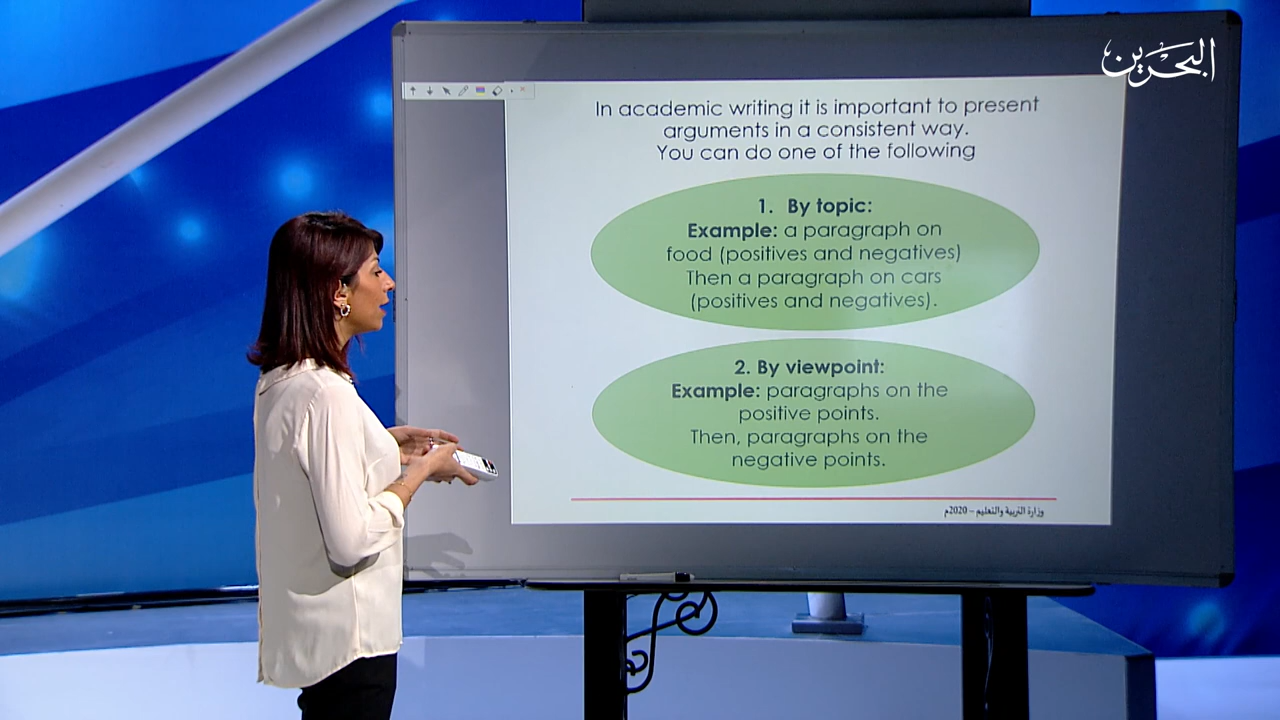 البحرين
In academic writing it is important to present
arguments in a consistent way.
You can do one of the following
1. By topic:
Example: a paragraph on
food (positives and negatives)
Then a paragraph on cars
(positives and negatives).
2. By viewpoint:
Example: paragraphs on the
positive points.
Then, paragraphs on the
negative points.
وزارة التربية والتعليم – 2020م